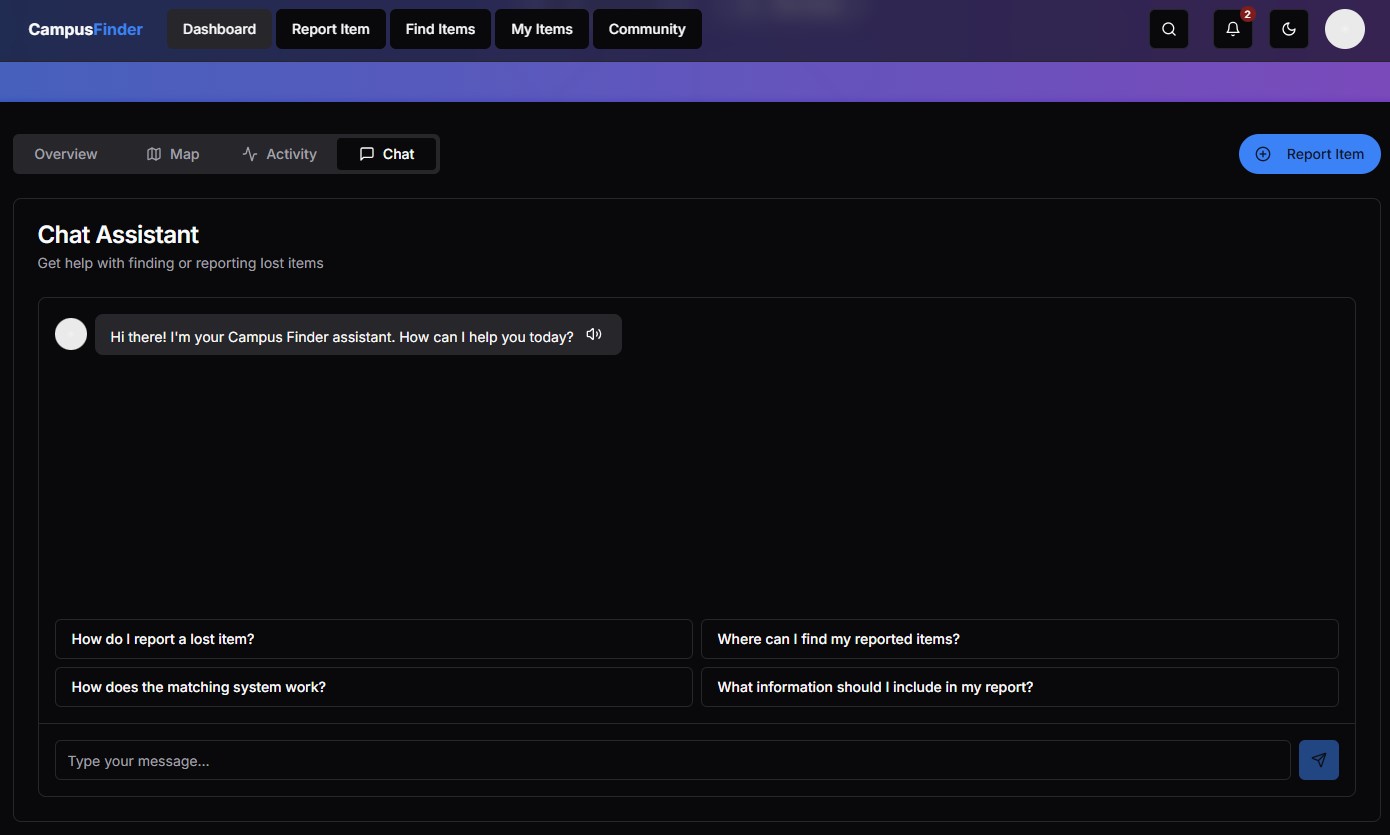 CampusFinder Dashboard Report Item Find Items My Items Community 2
Overview Map Activity Chat Report Item
Chat Assistant
Get help with finding or reporting lost items
Hi there! I'm your Campus Finder assistant. How can I help you today?
How do I report a lost item? Where can I find my reported items?
How does the matching system work? What information should I include in my report?
Type your message...